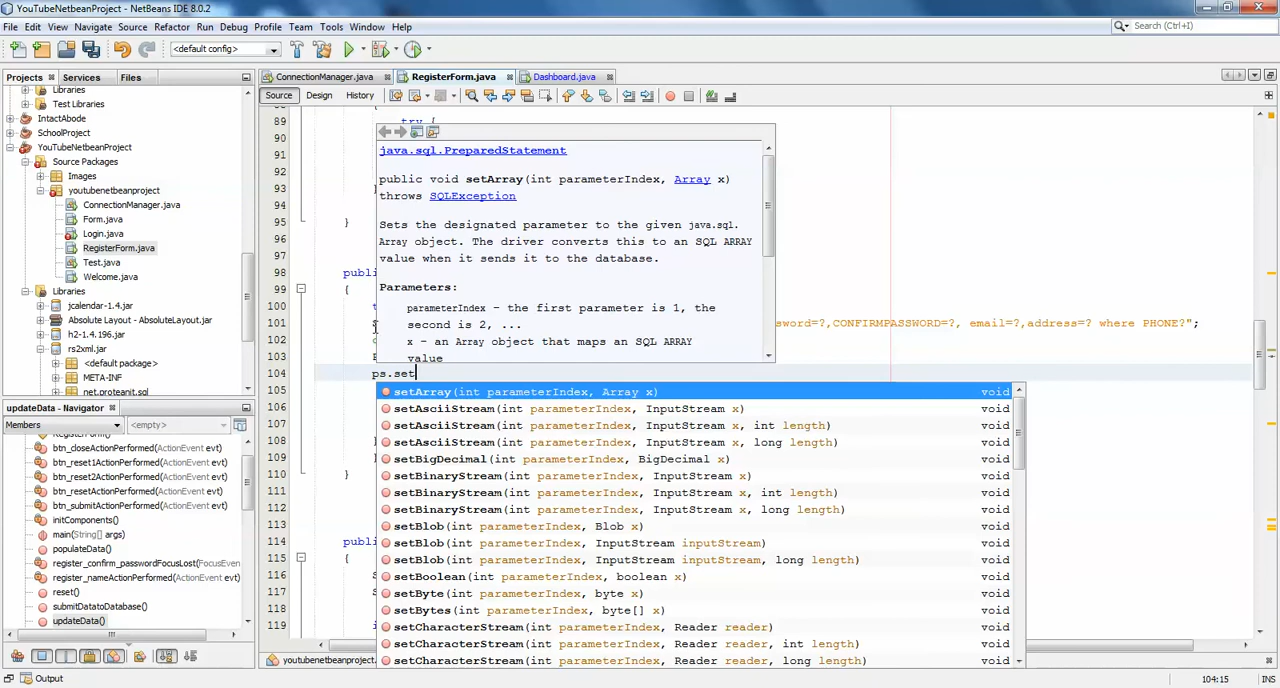 YouTubeNetbeanProject - NetBeans IDE 8.0.2
File Edit View Navigate Source Refactor Run Debug Profile Team Tools Window Help
Search (Ctrl+I)
<default config>
Projects Services Files
ConnectionManager.java RegisterForm.java Dashboard.java
Source Design History
Libraries
Test Libraries
IntactAbode
SchoolProject
YouTubeNetbeanProject
Source Packages
Images
youtubenetbeanproject
ConnectionManager.java
Form.java
Login.java
RegisterForm.java
Test.java
Welcome.java
Libraries
jcalendar-1.4.jar
Absolute Layout - AbsoluteLayout.jar
h2-1.4.196.jar
rs2xml.jar
<default package>
META-INF
net.proteanit.sql
updateData - Navigator
Members <empty>
RegisterForm()
btn_closeActionPerformed(ActionEvent evt)
btn_reset1ActionPerformed(ActionEvent evt)
btn_reset2ActionPerformed(ActionEvent evt)
btn_resetActionPerformed(ActionEvent evt)
btn_submitActionPerformed(ActionEvent evt)
initComponents()
main(String[] args)
populateData()
register_confirm_passwordFocusLost(FocusEven
register_nameActionPerformed(ActionEvent evt)
reset()
submitDatatoDatabase()
updateData()
89 try {
90
91
92
93 }
95 }
96
98 publi
99 {
100 t
101 S sword=?,CONFIRMPASSWORD=?, email=?,address=? where PHONE?";
102
103
104 ps.set
105
106
107
108 }
109 }
110 }
111
113
114 publi
115 {
116 S
117 S
118
119 i
java.sql.PreparedStatement
public void setArray(int parameterIndex, Array x)
throws SQLException
Sets the designated parameter to the given java.sql.
Array object. The driver converts this to an SQL ARRAY
value when it sends it to the database.
Parameters:
parameterIndex - the first parameter is 1, the
second is 2, ...
x - an Array object that maps an SQL ARRAY
value
setArray(int parameterIndex, Array x) void
setAsciiStream(int parameterIndex, InputStream x) void
setAsciiStream(int parameterIndex, InputStream x, int length) void
setAsciiStream(int parameterIndex, InputStream x, long length) void
setBigDecimal(int parameterIndex, BigDecimal x) void
setBinaryStream(int parameterIndex, InputStream x) void
setBinaryStream(int parameterIndex, InputStream x, int length) void
setBinaryStream(int parameterIndex, InputStream x, long length) void
setBlob(int parameterIndex, Blob x) void
setBlob(int parameterIndex, InputStream inputStream) void
setBlob(int parameterIndex, InputStream inputStream, long length) void
setBoolean(int parameterIndex, boolean x) void
setByte(int parameterIndex, byte x) void
setBytes(int parameterIndex, byte[] x) void
setCharacterStream(int parameterIndex, Reader reader) void
setCharacterStream(int parameterIndex, Reader reader, int length) void
setCharacterStream(int parameterIndex, Reader reader, long length) void
youtubenetbeanproject.
Output
104:15 INS